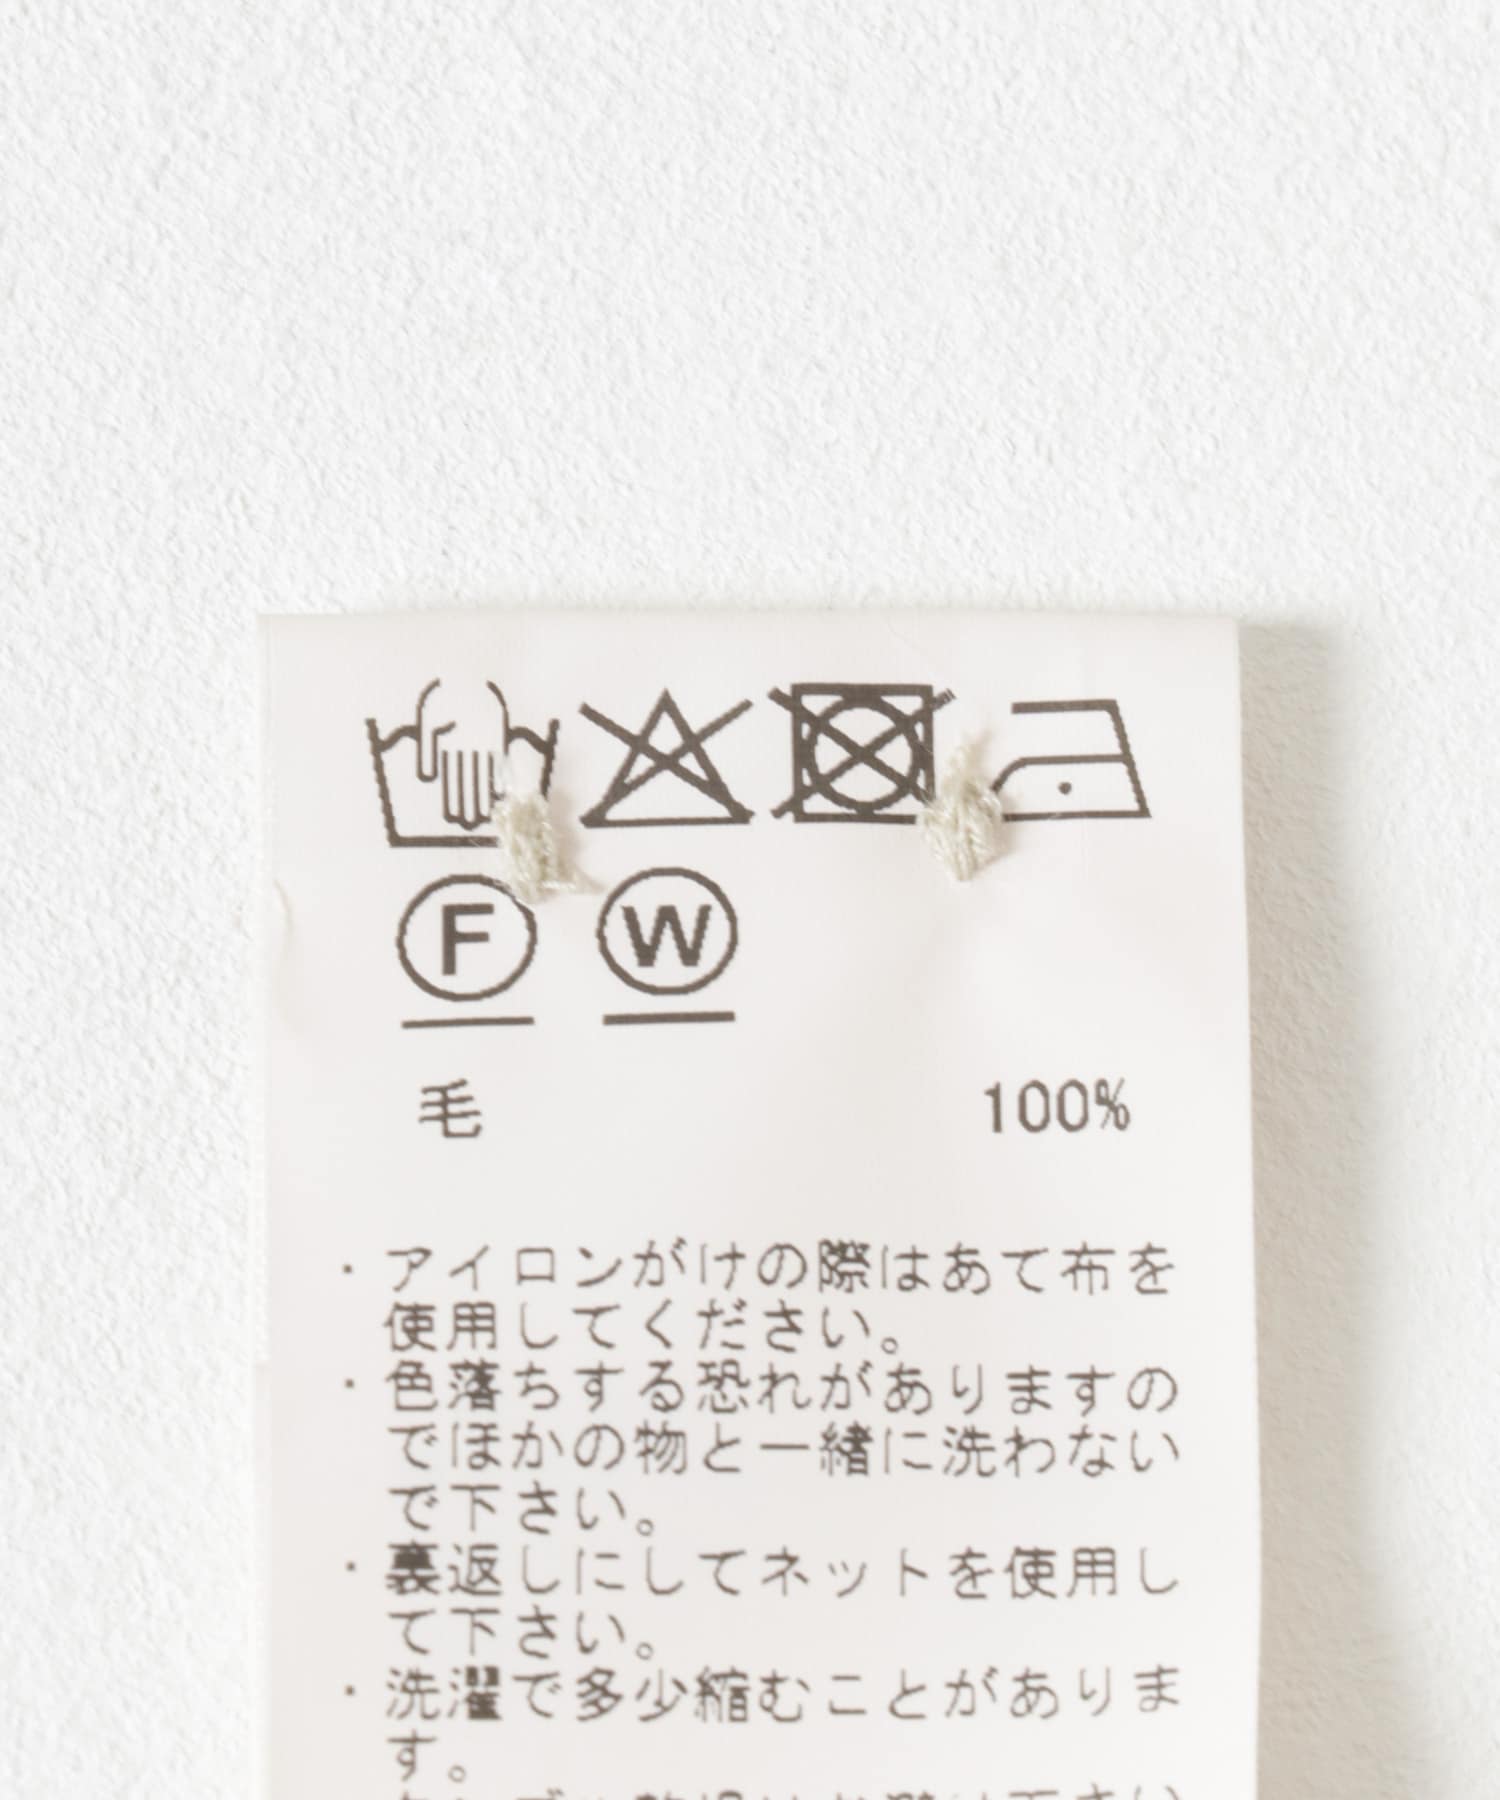 F W
毛 100%
・アイロンがけの際はあて布を
使用してください。
・色落ちする恐れがありますの
でほかの物と一緒に洗わない
で下さい。
・裏返しにしてネットを使用し
て下さい。
・洗濯で多少縮むことがありま
す。